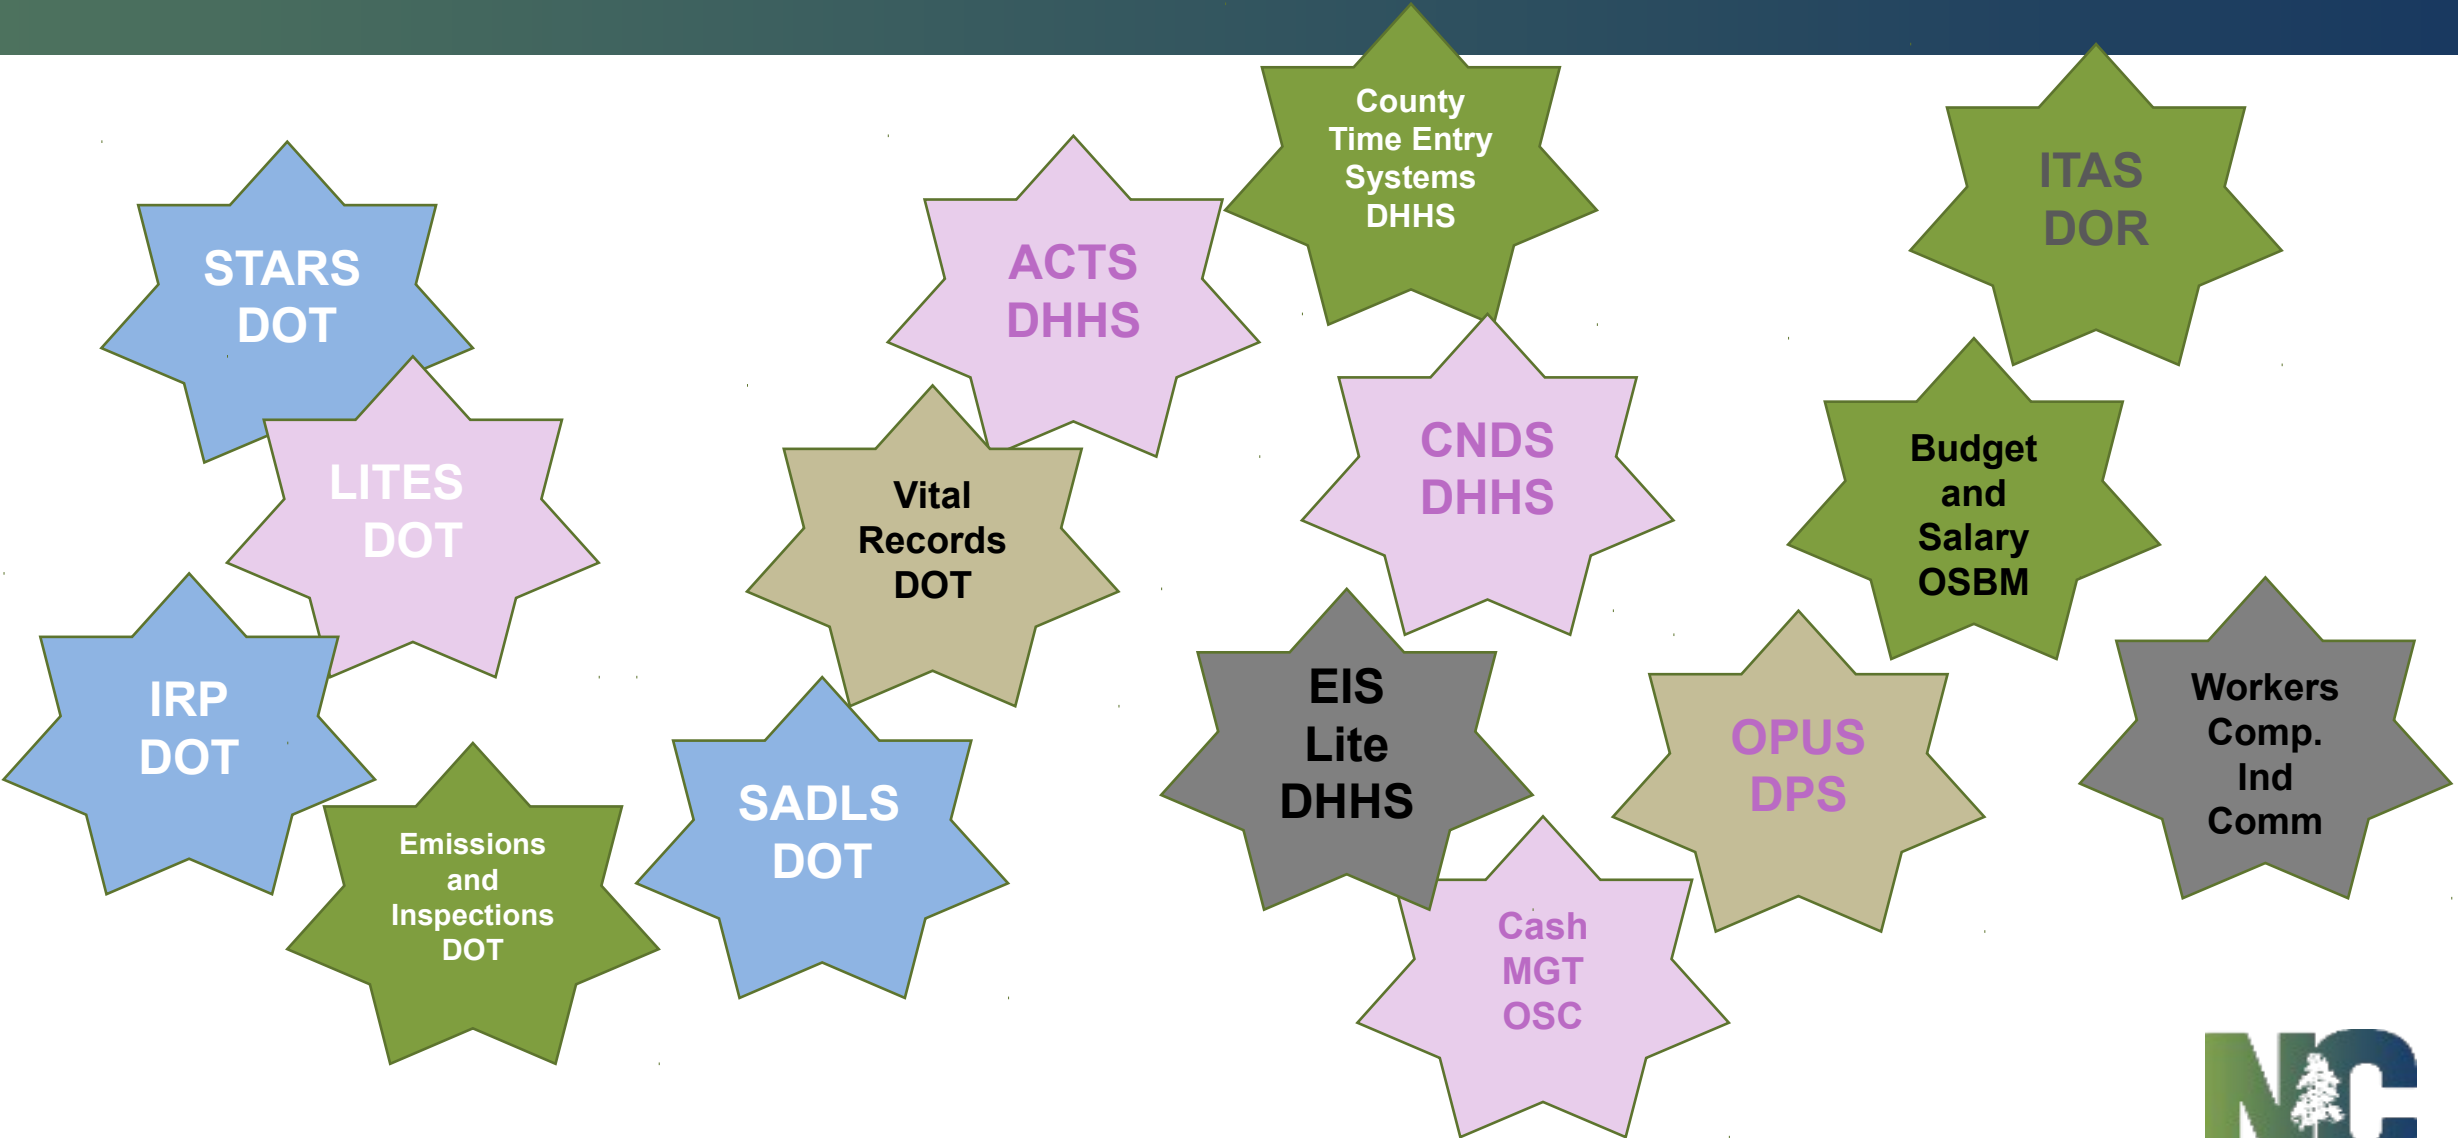 County
Time Entry
Systems
DHHS
ITAS
DOR
STARS
DOT
ACTS
DHHS
LITES
DOT
Vital
Records
DOT
CNDS
DHHS
Budget
and
Salary
OSBM
IRP
DOT
EIS
Lite
DHHS
OPUS
DPS
Workers
Comp.
Ind
Comm
Emissions
and
Inspections
DOT
SADLS
DOT
Cash
MGT
OSC
NC